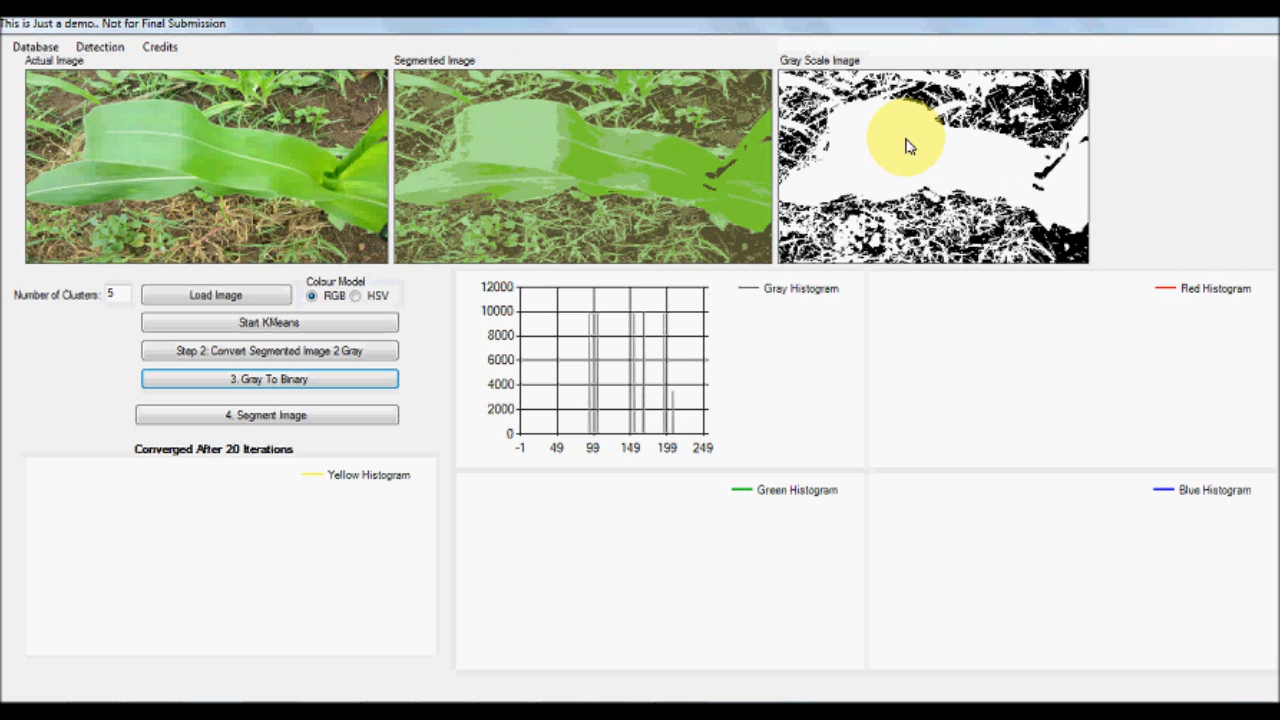 This is Just a demo.. Not for Final Submission
Database Detection Credits
Actual Image Segmented Image Gray Scale Image
Number of Clusters: 5 Load Image
Colour Model
RGB HSV
Start KMeans
Step 2: Convert Segmented Image 2 Gray
3. Gray To Binary
4. Segment Image
Converged After 20 Iterations
Yellow Histogram
12000
10000
8000
6000
4000
2000
0
-1 49 99 149 199 249
Gray Histogram
Red Histogram
Green Histogram
Blue Histogram